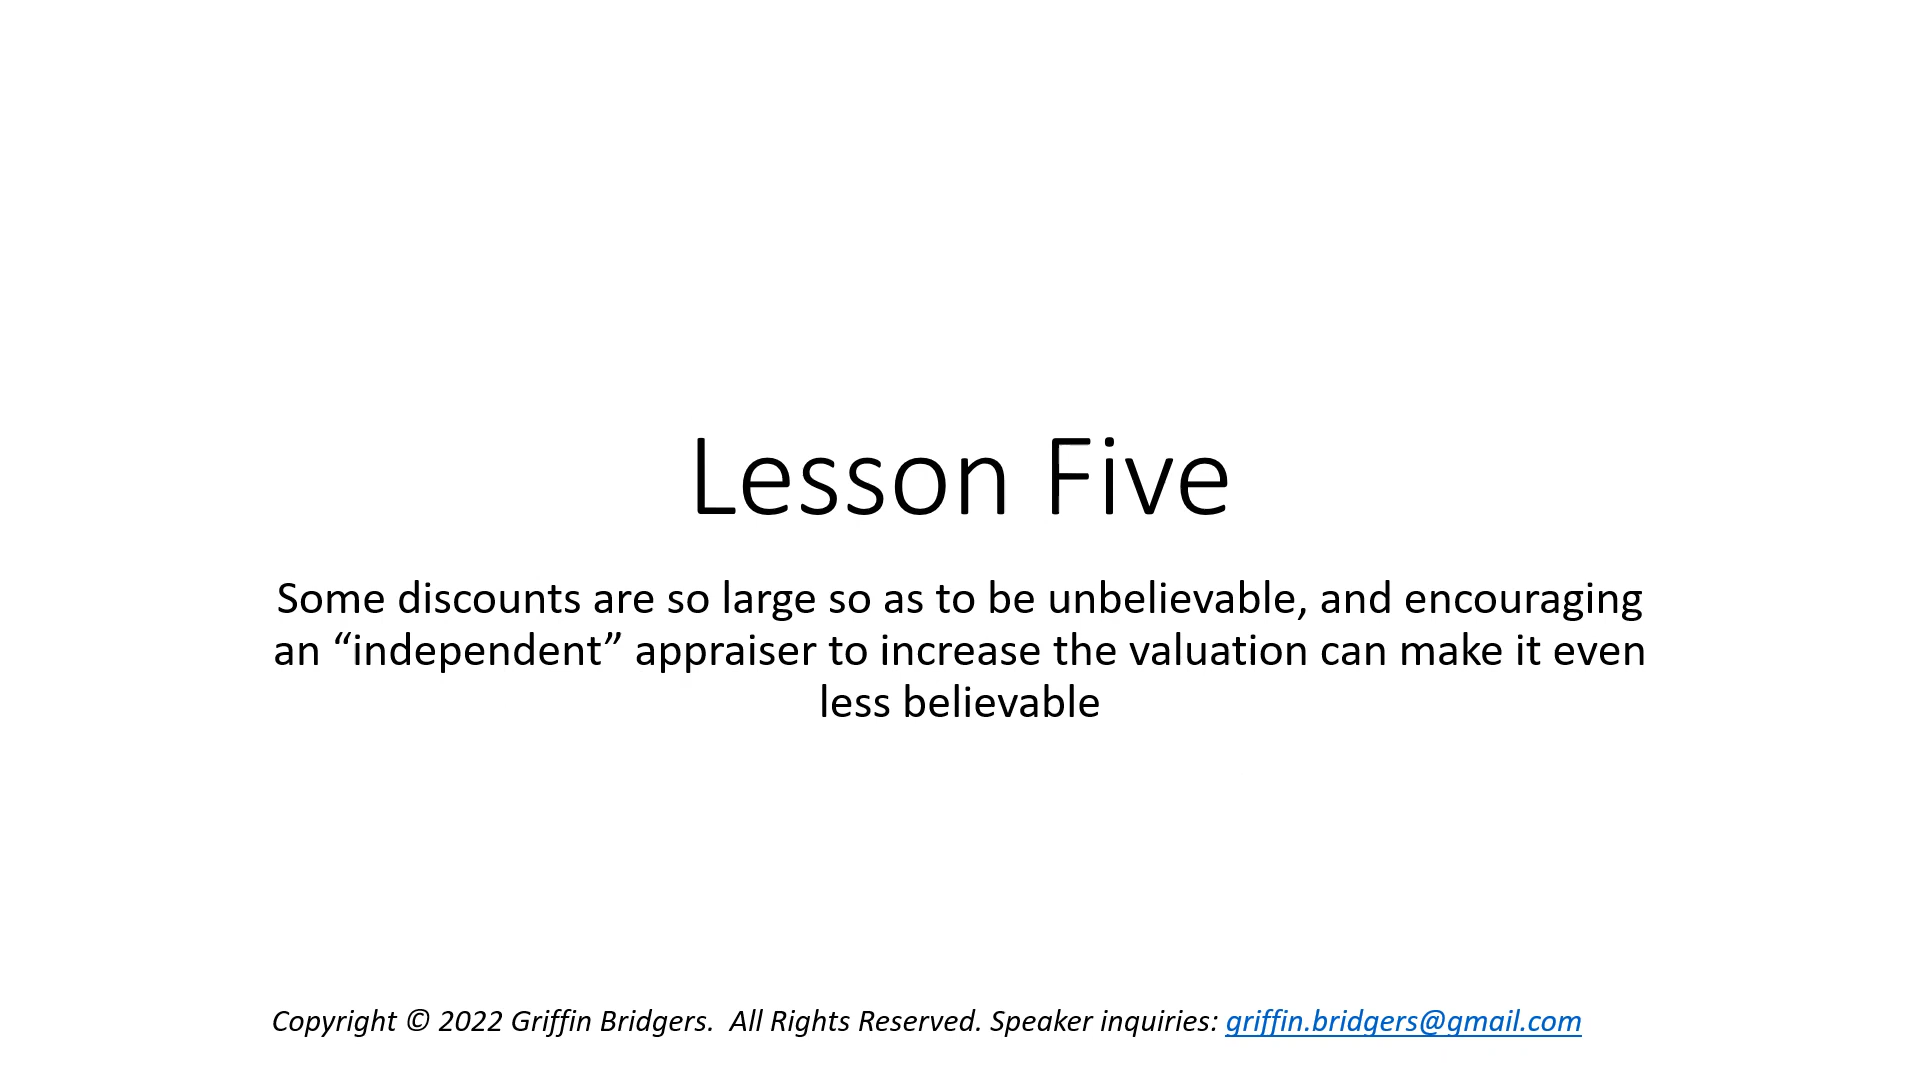 Lesson Five
Some discounts are so large so as to be unbelievable, and encouraging
an “independent” appraiser to increase the valuation can make it even
less believable
Copyright © 2022 Griffin Bridgers.  All Rights Reserved. Speaker inquiries: griffin.bridgers@gmail.com